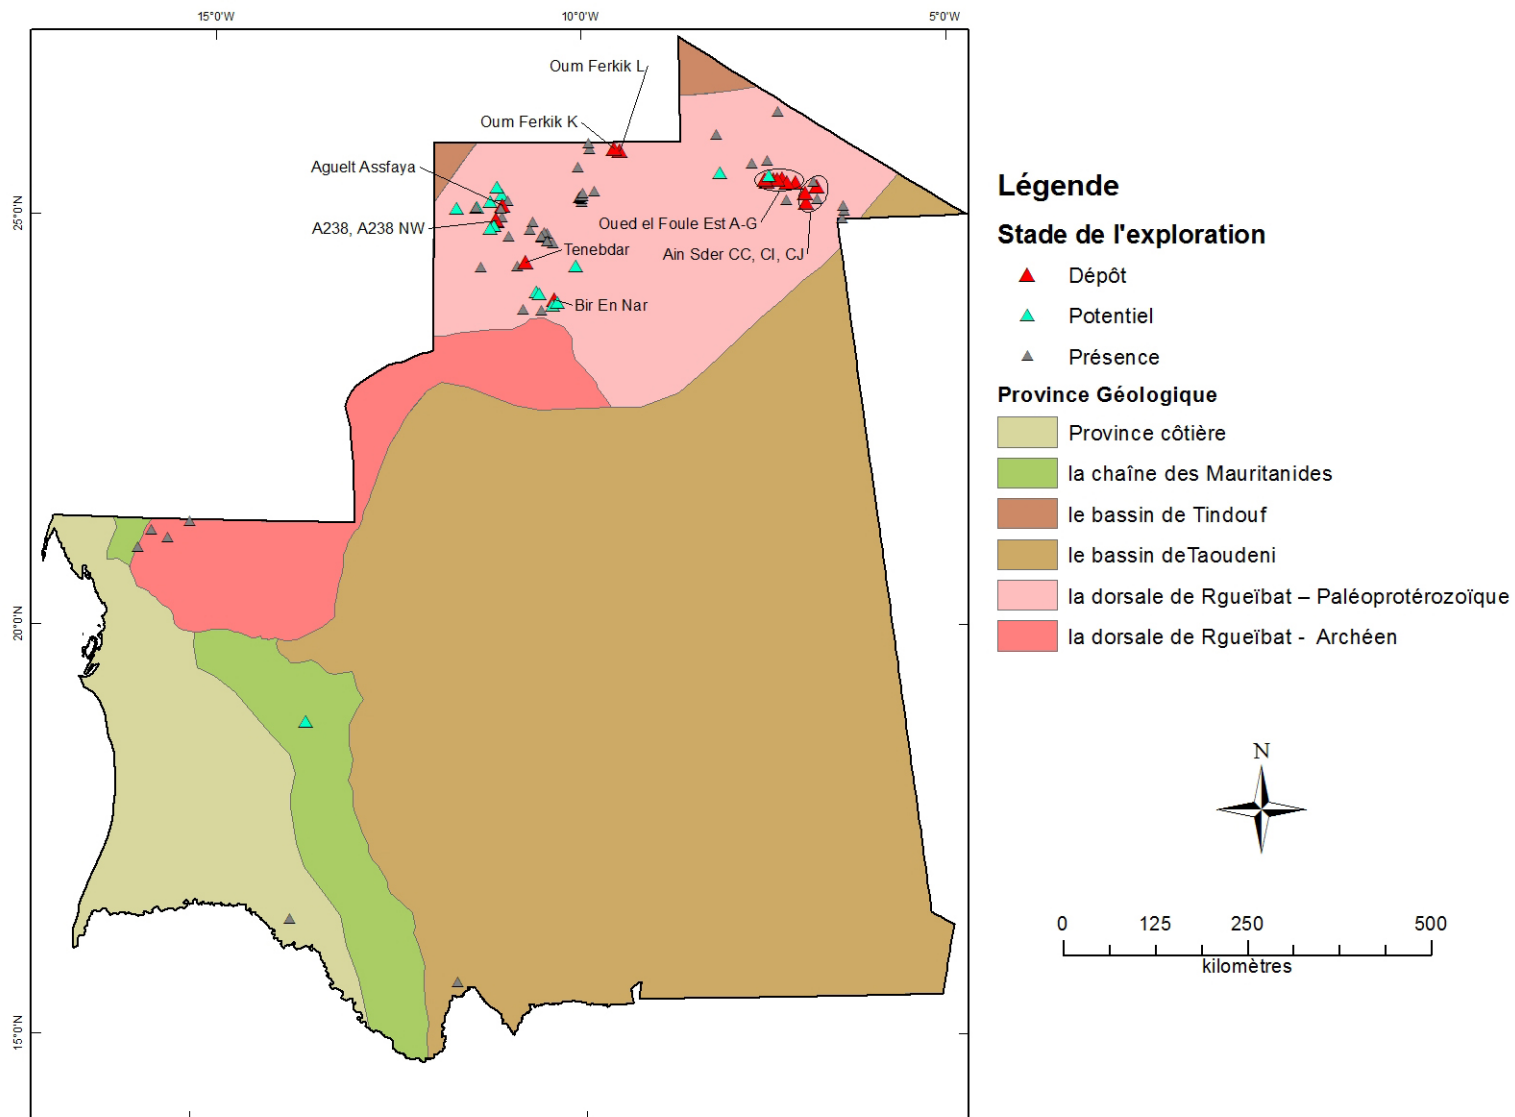 15°0'W
10°0'W
5°0'W
Oum Ferkik L
Oum Ferkik K
Aguelt Assfaya
25°0'N
A238, A238 NW
Oued el Foule Est A-G
Tenebdar
Ain Sder CC, CI, CJ
Bir En Nar
20°0'N
15°0'N
Légende
Stade de l'exploration
Dépôt
Potentiel
Présence
Province Géologique
Province côtière
la chaîne des Mauritanides
le bassin de Tindouf
le bassin deTaoudeni
la dorsale de Rgueïbat – Paléoprotérozoïque
la dorsale de Rgueïbat - Archéen
N
0 125 250 500
kilomètres